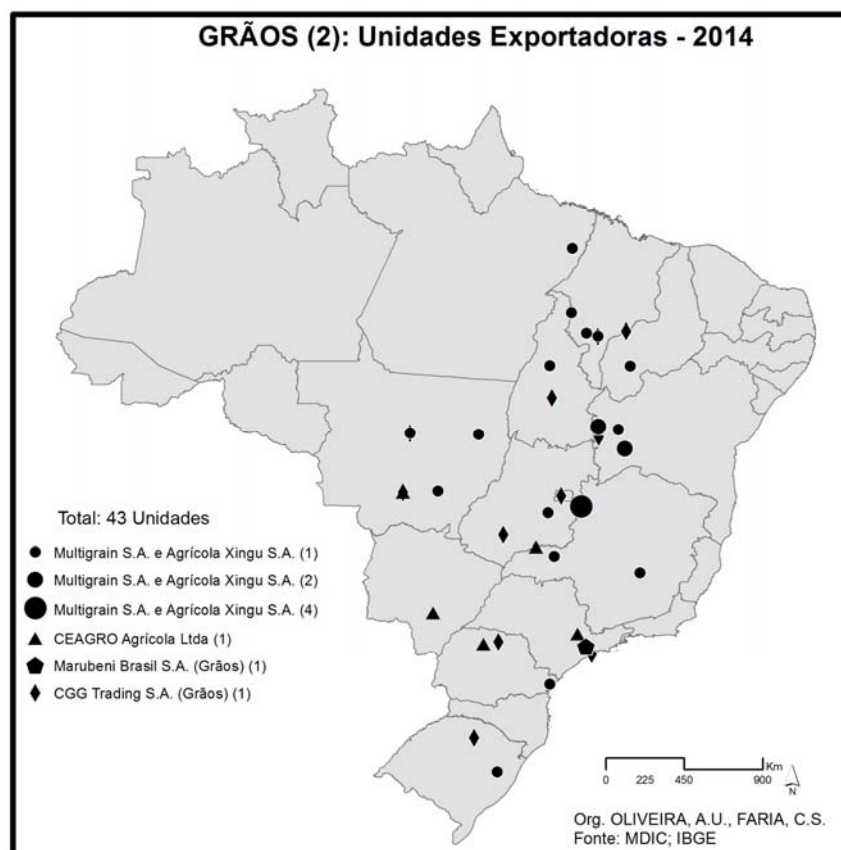 GRÃOS (2): Unidades Exportadoras - 2014
Total: 43 Unidades
Multigrain S.A. e Agrícola Xingu S.A. (1)
Multigrain S.A. e Agrícola Xingu S.A. (2)
Multigrain S.A. e Agrícola Xingu S.A. (4)
CEAGRO Agrícola Ltda (1)
Marubeni Brasil S.A. (Grãos) (1)
CGG Trading S.A. (Grãos) (1)
Km
0 225 450 900
N
Org. OLIVEIRA, A.U., FARIA, C.S.
Fonte: MDIC; IBGE